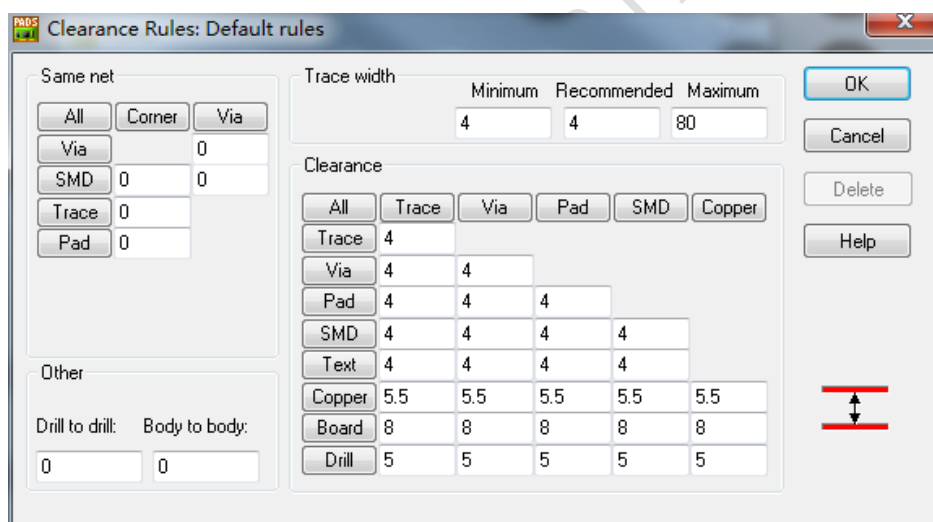 PADS
Clearance Rules: Default rules
Same net
All Corner Via
Via 0
SMD 0 0
Trace 0
Pad 0
Other
Drill to drill: Body to body:
0 0
Trace width
Minimum Recommended Maximum
4 4 80
Clearance
All Trace Via Pad SMD Copper
Trace 4
Via 4 4
Pad 4 4 4
SMD 4 4 4 4
Text 4 4 4 4
Copper 5.5 5.5 5.5 5.5 5.5
Board 8 8 8 8 8
Drill 5 5 5 5 5
OK
Cancel
Delete
Help